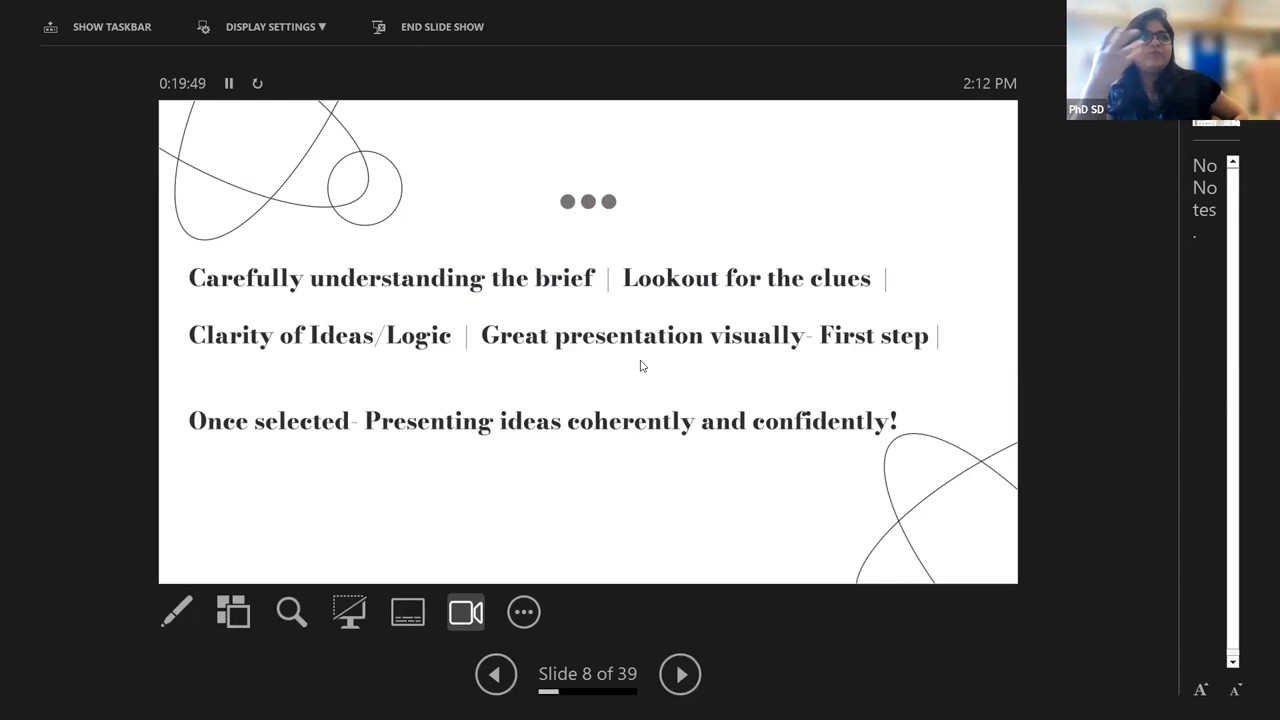 SHOW TASKBAR DISPLAY SETTINGS ▼ END SLIDE SHOW
0:19:49 2:12 PM
PhD SD
No
No
tes
.
Carefully understanding the brief | Lookout for the clues |
Clarity of Ideas/Logic | Great presentation visually- First step |
Once selected- Presenting ideas coherently and confidently!
Slide 8 of 39
A A